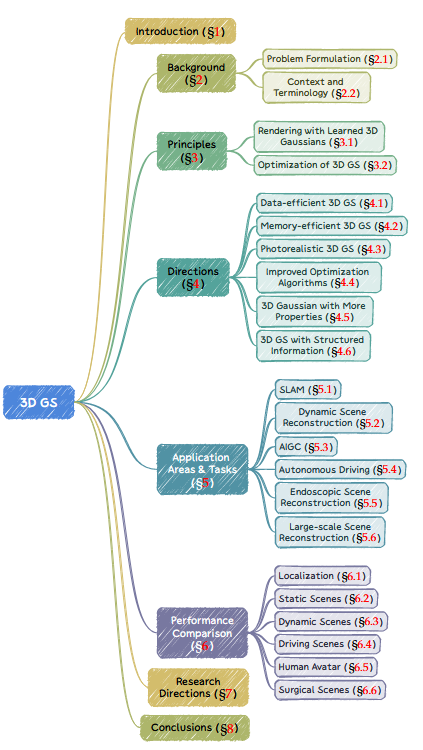 Introduction (§1)
Background
(§2)
Problem Formulation (§2.1)
Context and
Terminology (§2.2)
Principles
(§3)
Rendering with Learned 3D
Gaussians (§3.1)
Optimization of 3D GS (§3.2)
Directions
(§4)
Data-efficient 3D GS (§4.1)
Memory-efficient 3D GS (§4.2)
Photorealistic 3D GS (§4.3)
Improved Optimization
Algorithms (§4.4)
3D Gaussian with More
Properties (§4.5)
3D GS with Structured
Information (§4.6)
3D GS
Application
Areas & Tasks
(§5)
SLAM (§5.1)
Dynamic Scene
Reconstruction (§5.2)
AIGC (§5.3)
Autonomous Driving (§5.4)
Endoscopic Scene
Reconstruction (§5.5)
Large-scale Scene
Reconstruction (§5.6)
Performance
Comparison
(§6)
Localization (§6.1)
Static Scenes (§6.2)
Dynamic Scenes (§6.3)
Driving Scenes (§6.4)
Human Avatar (§6.5)
Surgical Scenes (§6.6)
Research
Directions (§7)
Conclusions (§8)